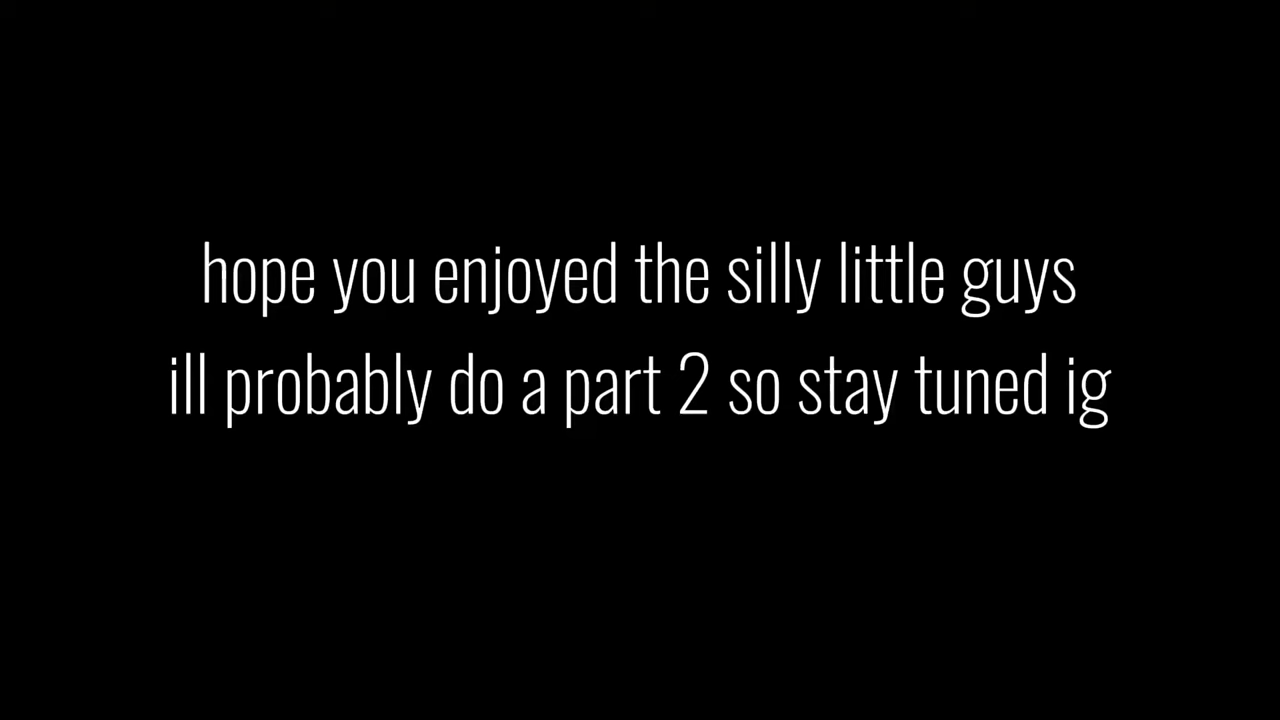 hope you enjoyed the silly little guys
ill probably do a part 2 so stay tuned ig